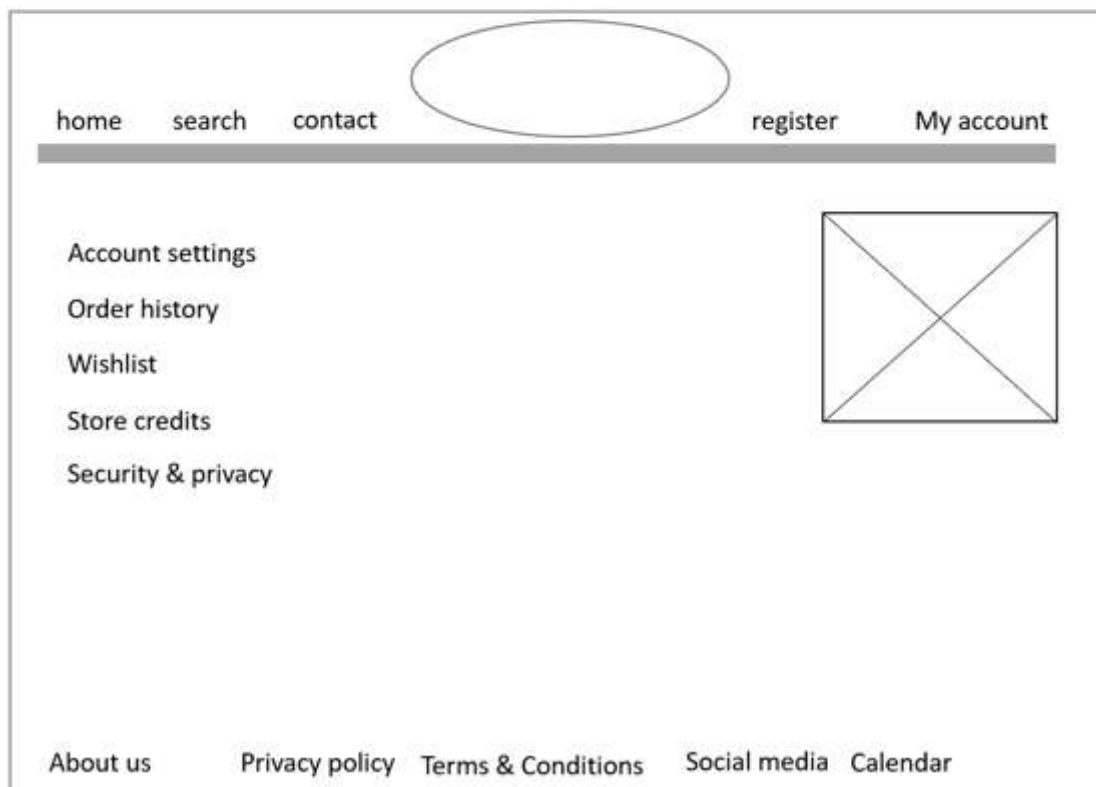 home search contact register My account
Account settings
Order history
Wishlist
Store credits
Security & privacy
About us Privacy policy Terms & Conditions Social media Calendar